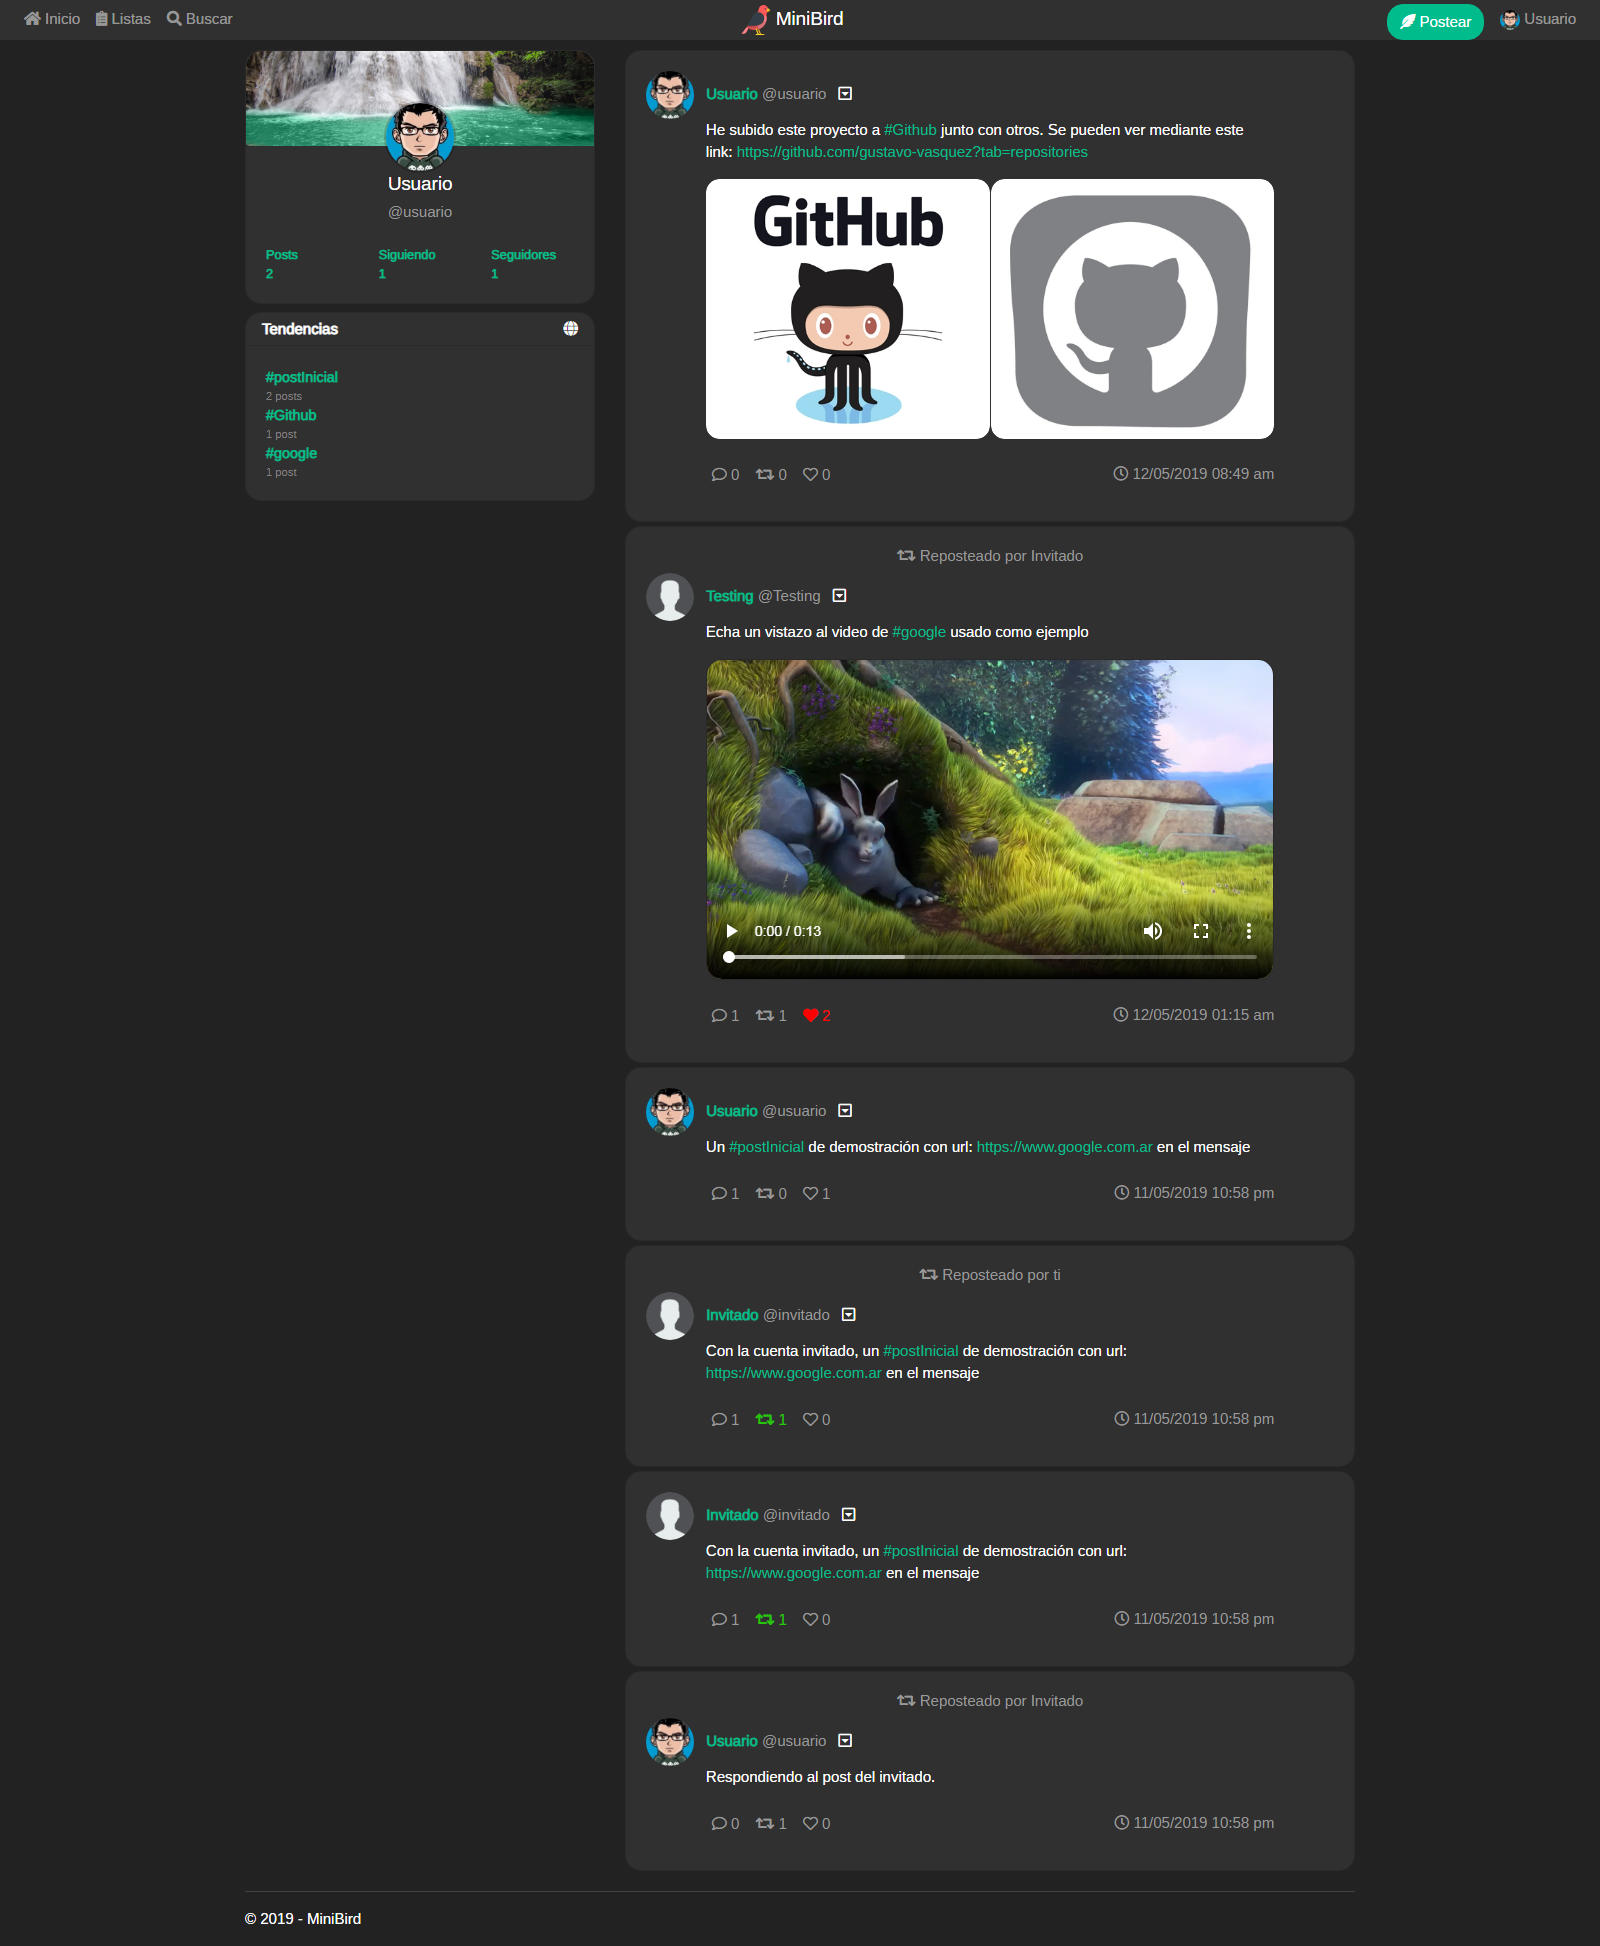 Inicio Listas Buscar
MiniBird
Postear
Usuario
Usuario
@usuario
Posts Siguiendo Seguidores
2 1 1
Tendencias
#postInicial
2 posts
#Github
1 post
#google
1 post
Usuario @usuario
He subido este proyecto a #Github junto con otros. Se pueden ver mediante este
link: https://github.com/gustavo-vasquez?tab=repositories
GitHub
0 0 0 12/05/2019 08:49 am
Reposteado por Invitado
Testing @Testing
Echa un vistazo al video de #google usado como ejemplo
0:00 / 0:13
1 1 2 12/05/2019 01:15 am
Usuario @usuario
Un #postInicial de demostración con url: https://www.google.com.ar en el mensaje
1 0 1 11/05/2019 10:58 pm
Reposteado por ti
Invitado @invitado
Con la cuenta invitado, un #postInicial de demostración con url:
https://www.google.com.ar en el mensaje
1 1 0 11/05/2019 10:58 pm
Invitado @invitado
Con la cuenta invitado, un #postInicial de demostración con url:
https://www.google.com.ar en el mensaje
1 1 0 11/05/2019 10:58 pm
Reposteado por Invitado
Usuario @usuario
Respondiendo al post del invitado.
0 1 0 11/05/2019 10:58 pm
© 2019 - MiniBird